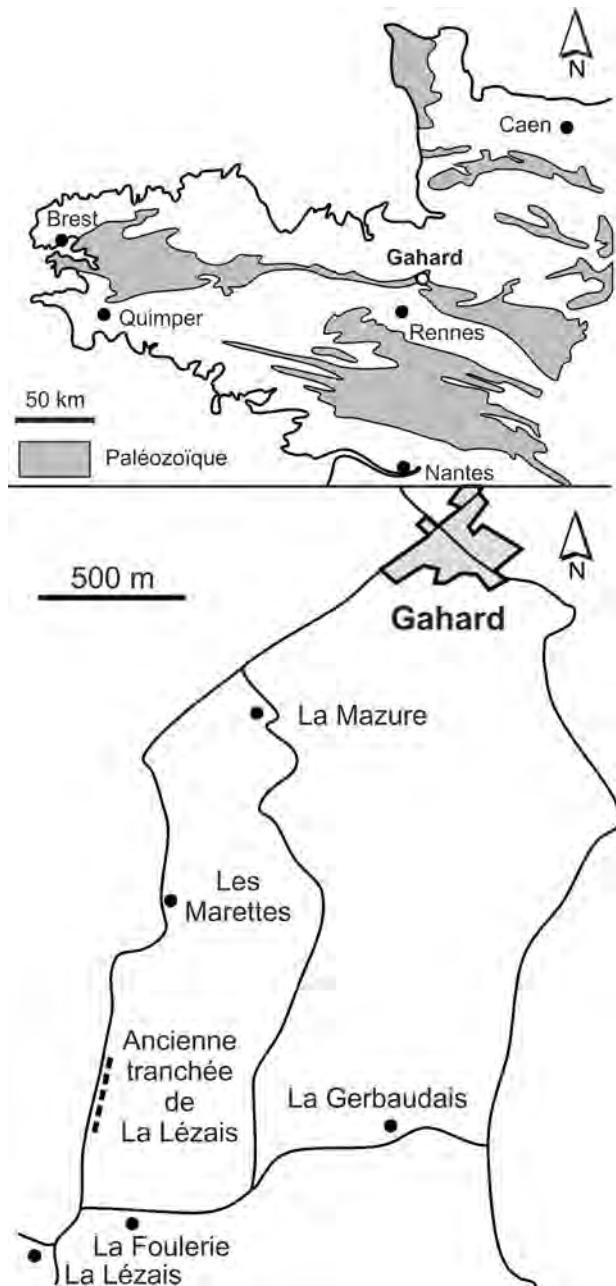 N
Caen
Brest
Gahard
Quimper
Rennes
50 km
Paléozoïque
Nantes
500 m
N
Gahard
La Mazure
Les
Marettes
Ancienne
tranchée
de
La Lézais
La Gerbaudais
La Foulerie
La Lézais